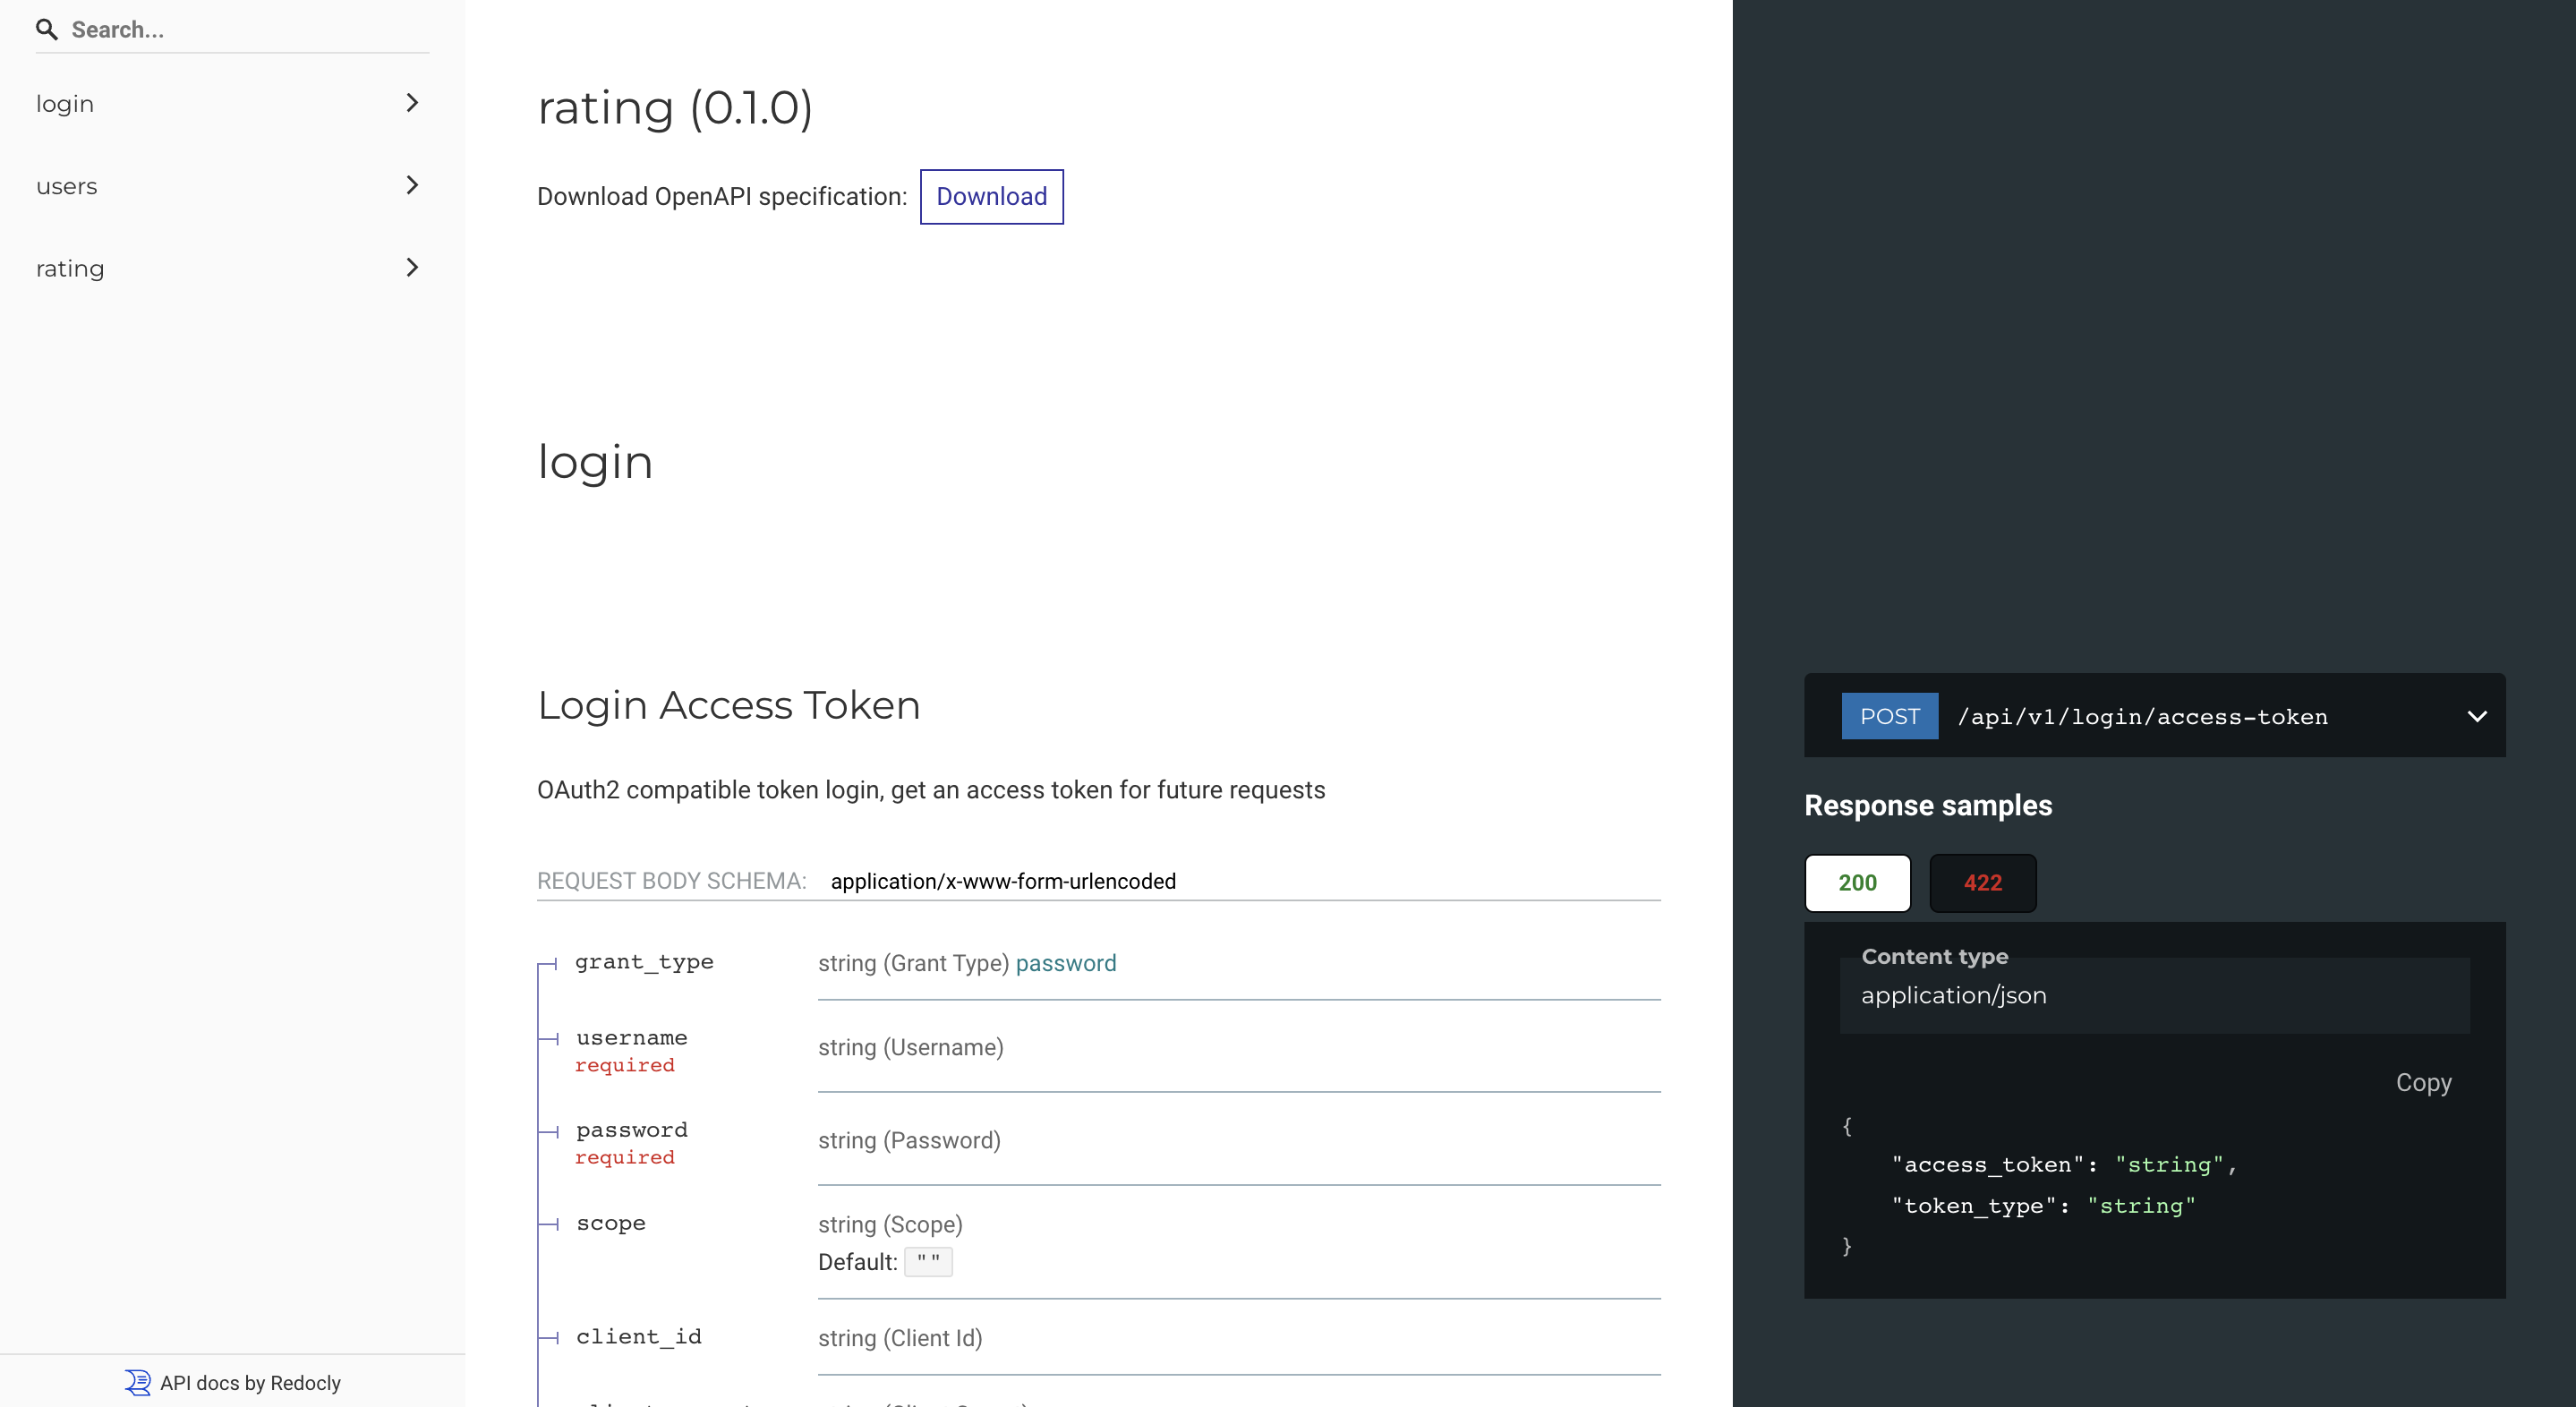 Search...
login
users
rating
API docs by Redocly
rating (0.1.0)
Download OpenAPI specification: Download
login
Login Access Token
OAuth2 compatible token login, get an access token for future requests
REQUEST BODY SCHEMA: application/x-www-form-urlencoded
grant_type string (Grant Type) password
username string (Username)
required
password string (Password)
required
scope string (Scope)
Default: ""
client_id string (Client Id)
POST /api/v1/login/access-token
Response samples
200 422
Content type
application/json
Copy
{
"access_token": "string",
"token_type": "string"
}